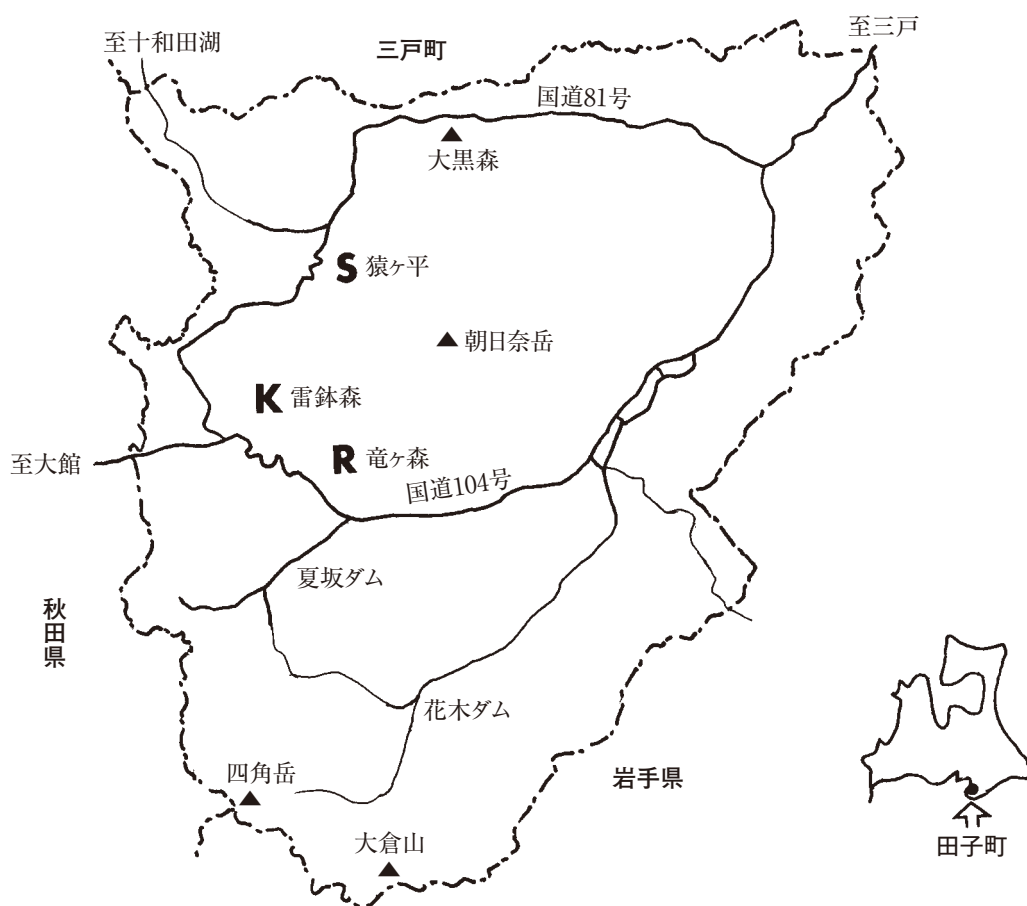 至十和田湖
三戸町
至三戸
国道81号
大黒森
S 猿ヶ平
朝日奈岳
K 雷鉢森
R 竜ヶ森
至大館
国道104号
夏坂ダム
秋田県
花木ダム
四角岳
岩手県
大倉山
田子町